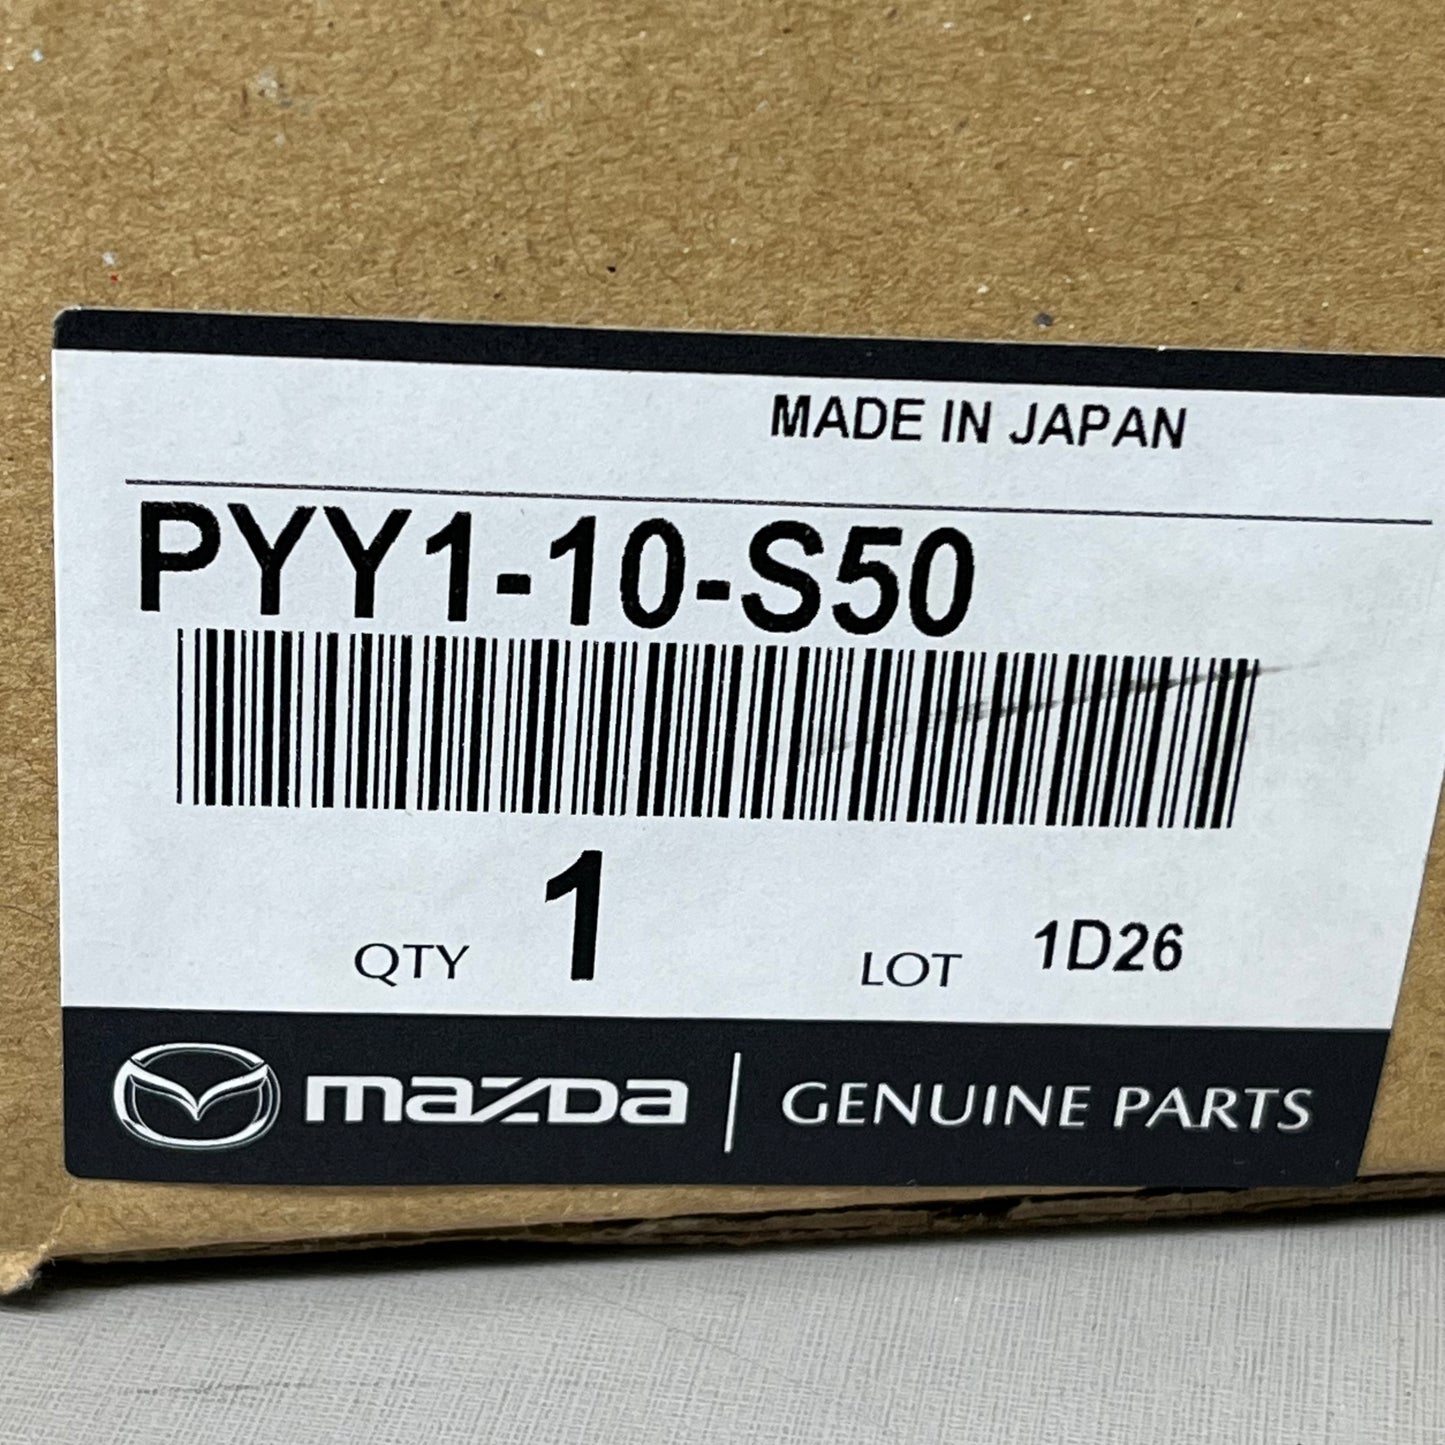 MADE IN JAPAN
PYY1-10-S50
QTY 1 LOT 1D26
mazda | GENUINE PARTS